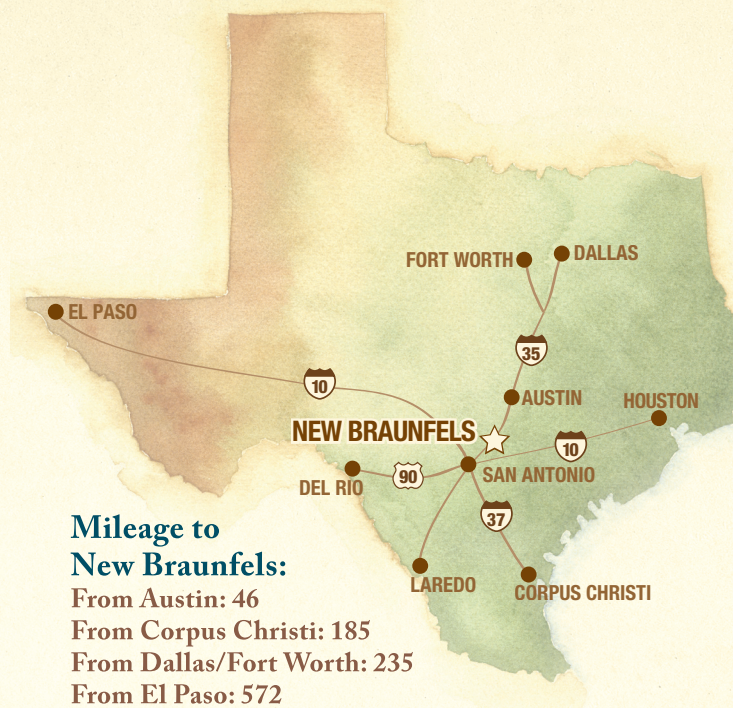 FORT WORTH
DALLAS
EL PASO
35
10
AUSTIN
HOUSTON
NEW BRAUNFELS
10
SAN ANTONIO
90
DEL RIO
37
LAREDO
CORPUS CHRISTI
Mileage to
New Braunfels:
From Austin: 46
From Corpus Christi: 185
From Dallas/Fort Worth: 235
From El Paso: 572